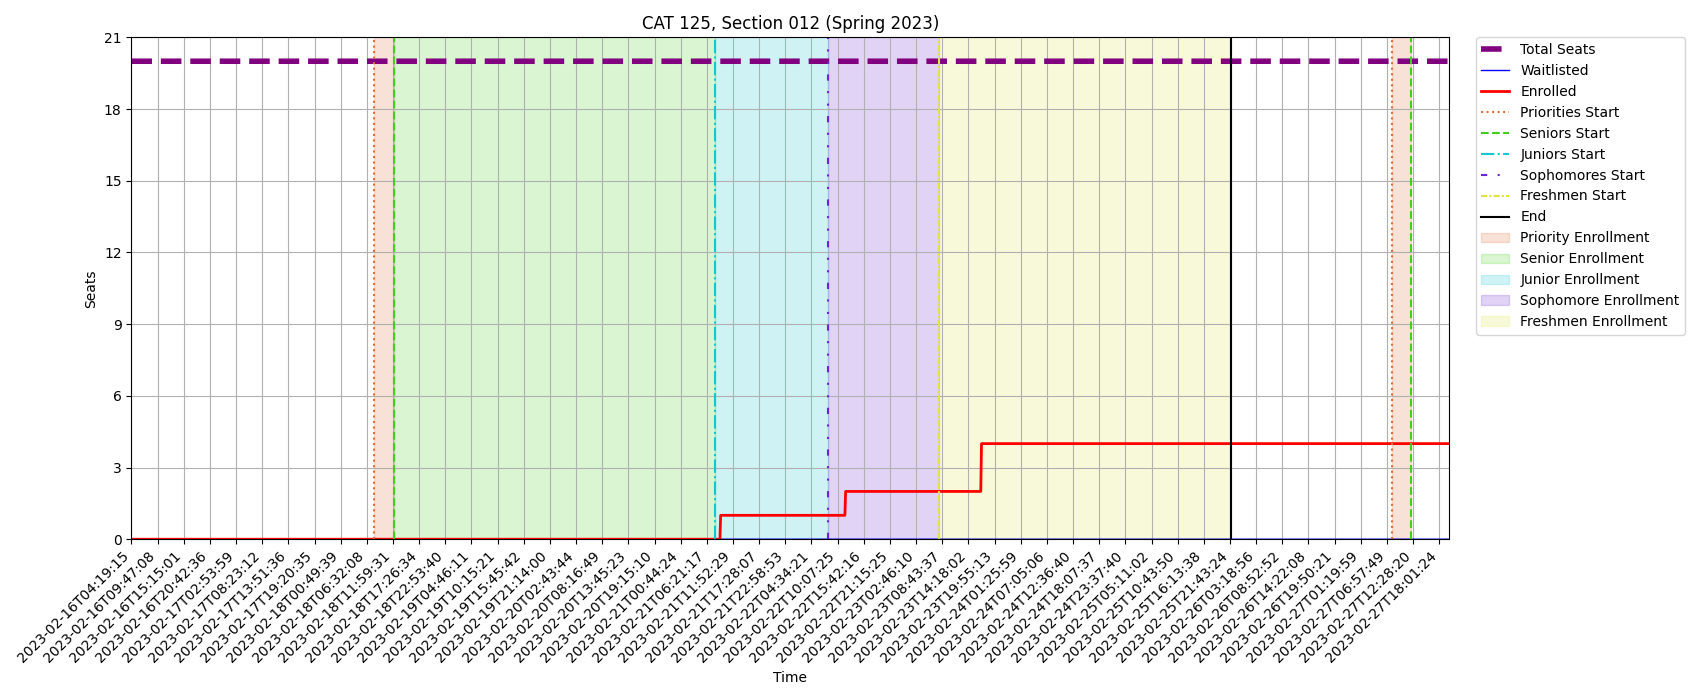 CAT 125, Section 012 (Spring 2023)
21
18
15
12
9
6
3
0
Seats
2023-02-16T04:19:15
2023-02-16T09:47:08
2023-02-16T15:15:01
2023-02-16T20:42:36
2023-02-17T02:53:59
2023-02-17T08:23:12
2023-02-17T13:51:36
2023-02-17T19:20:35
2023-02-18T00:49:39
2023-02-18T06:32:08
2023-02-18T11:59:31
2023-02-18T17:26:34
2023-02-18T22:53:40
2023-02-19T04:46:11
2023-02-19T10:15:21
2023-02-19T15:45:42
2023-02-19T21:14:00
2023-02-20T02:43:44
2023-02-20T08:16:49
2023-02-20T13:45:23
2023-02-20T19:15:10
2023-02-21T00:44:24
2023-02-21T06:21:17
2023-02-21T11:52:29
2023-02-21T17:28:07
2023-02-21T22:58:53
2023-02-22T04:34:21
2023-02-22T10:07:25
2023-02-22T15:42:16
2023-02-22T21:15:25
2023-02-23T02:46:10
2023-02-23T08:43:37
2023-02-23T14:18:02
2023-02-23T19:55:13
2023-02-24T01:25:59
2023-02-24T07:05:06
2023-02-24T12:36:40
2023-02-24T18:07:37
2023-02-24T23:37:40
2023-02-25T05:11:02
2023-02-25T10:43:50
2023-02-25T16:13:38
2023-02-25T21:43:24
2023-02-26T03:18:56
2023-02-26T08:52:52
2023-02-26T14:22:08
2023-02-26T19:50:21
2023-02-27T01:19:59
2023-02-27T06:57:49
2023-02-27T12:28:20
2023-02-27T18:01:24
Time
Total Seats
Waitlisted
Enrolled
Priorities Start
Seniors Start
Juniors Start
Sophomores Start
Freshmen Start
End
Priority Enrollment
Senior Enrollment
Junior Enrollment
Sophomore Enrollment
Freshmen Enrollment